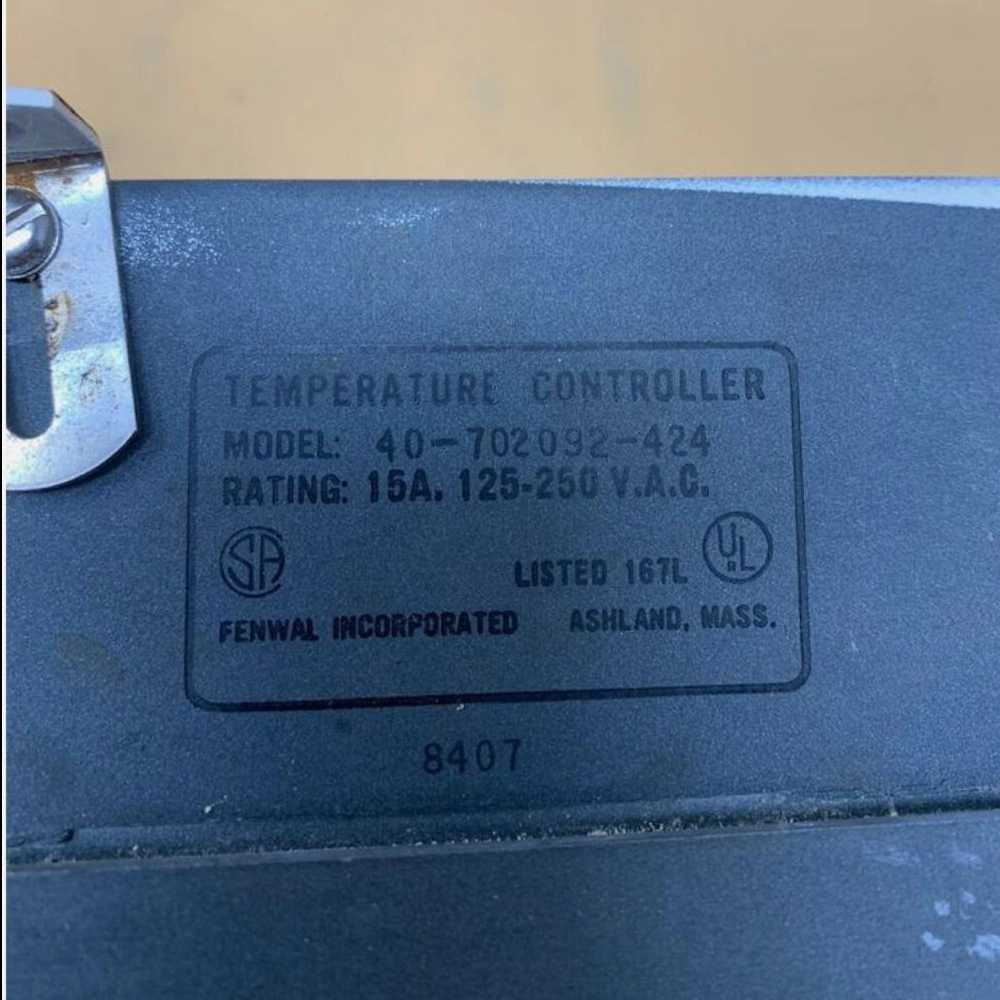 TEMPERATURE CONTROLLER
MODEL: 40-702092-424
RATING: 15A. 125-250 V.A.C.
SA LISTED 167L UL
FENWAL INCORPORATED ASHLAND, MASS.
8407